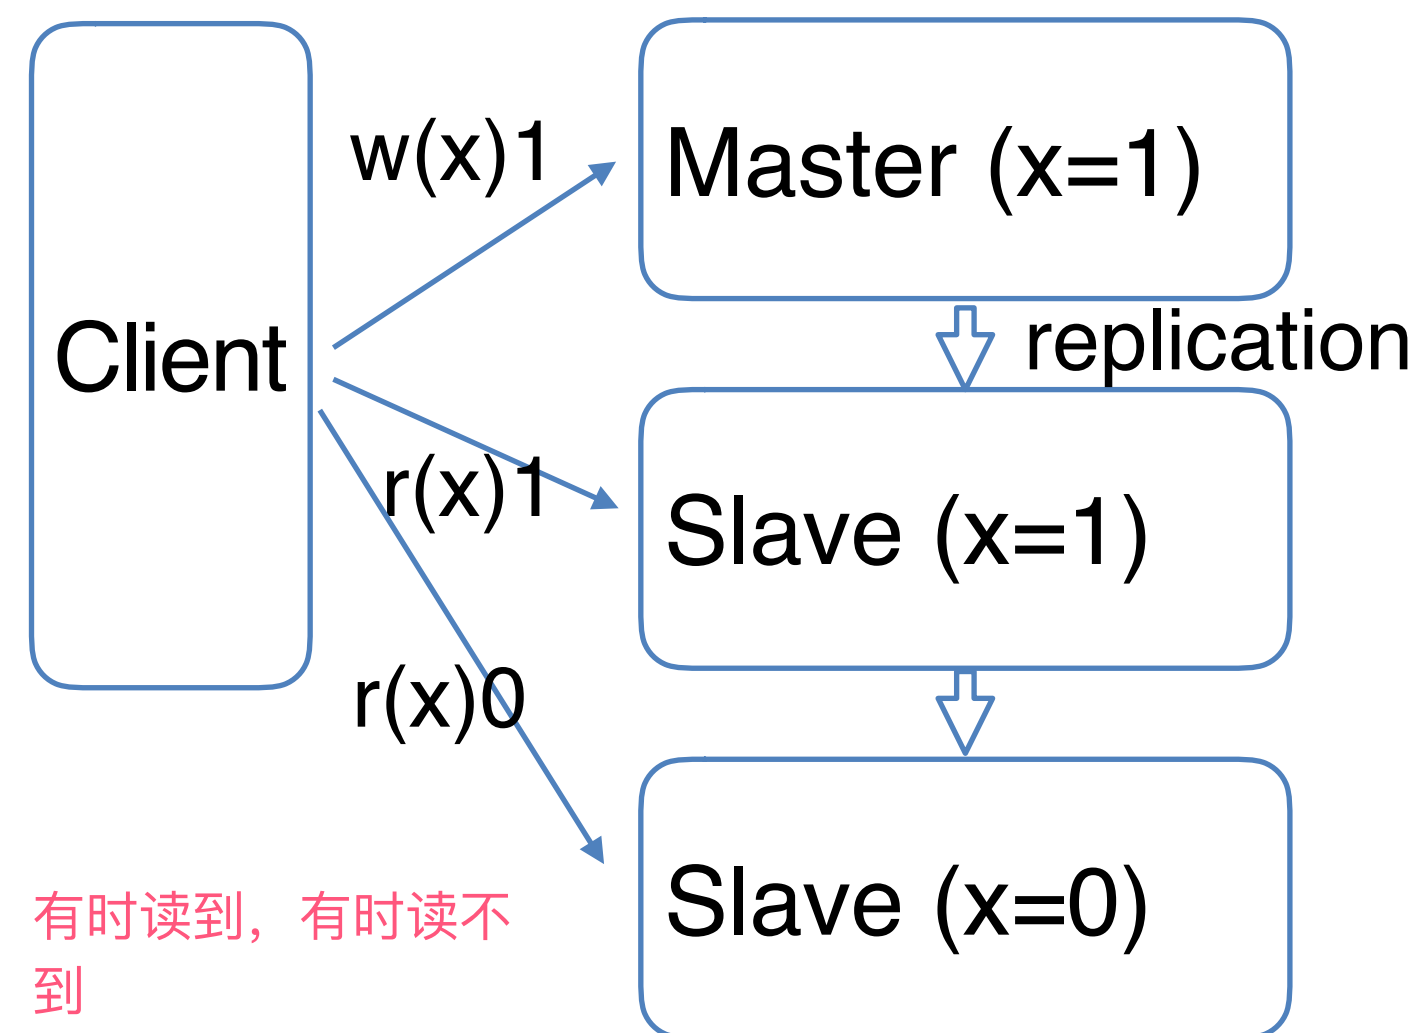 Client
w(x)1
Master (x=1)
replication
r(x)1
Slave (x=1)
r(x)0
Slave (x=0)
有时读到，有时读不
到